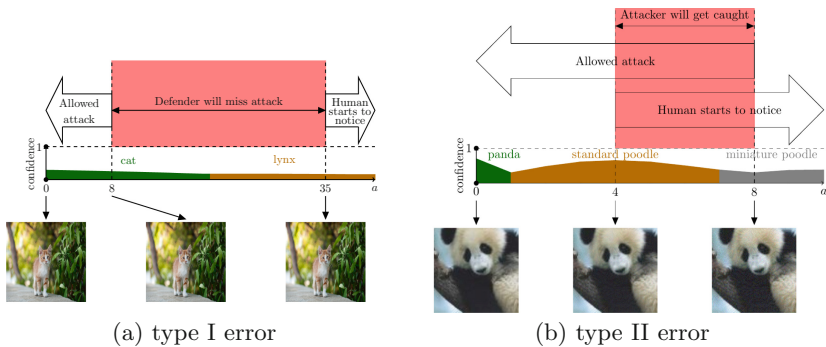 Allowed
attack
Defender will miss attack
Human
starts to
notice
confidence
1
cat
lynx
0
8
35
a
(a) type I error
Attacker will get caught
Allowed attack
Human starts to notice
confidence
1
panda
standard poodle
miniature poodle
0
4
8
a
(b) type II error